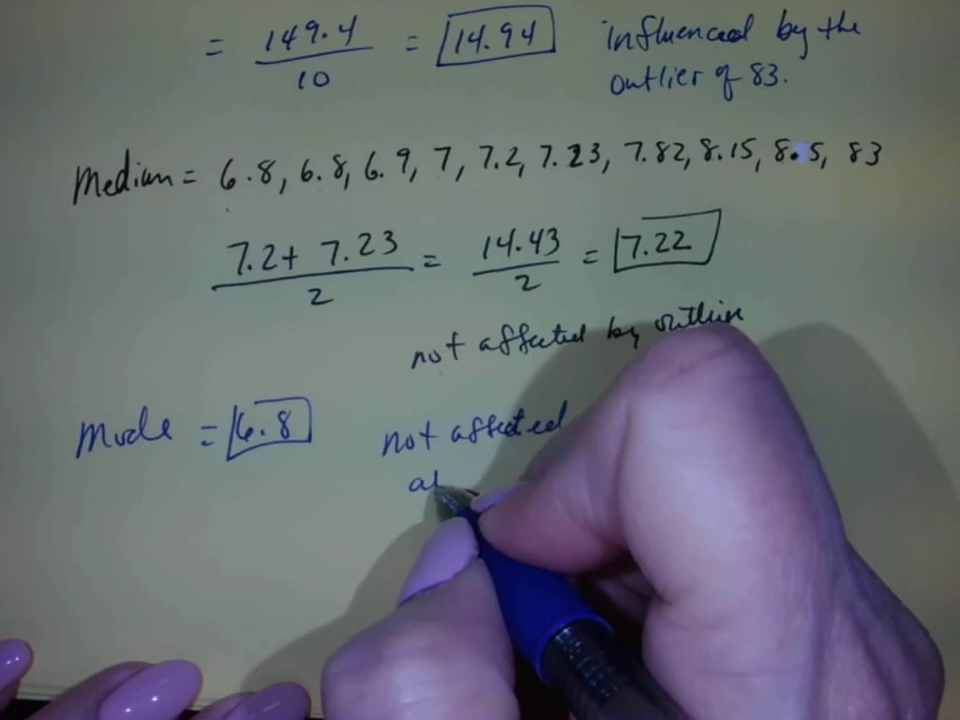 = 149.4 / 10 = 14.94 influenced by the
outlier of 83.
Median = 6.8, 6.8, 6.9, 7, 7.2, 7.23, 7.82, 8.15, 8.5, 83
7.2 + 7.23 / 2 = 14.43 / 2 = 7.22
not affected by outlier
Mode = 6.8 not affected